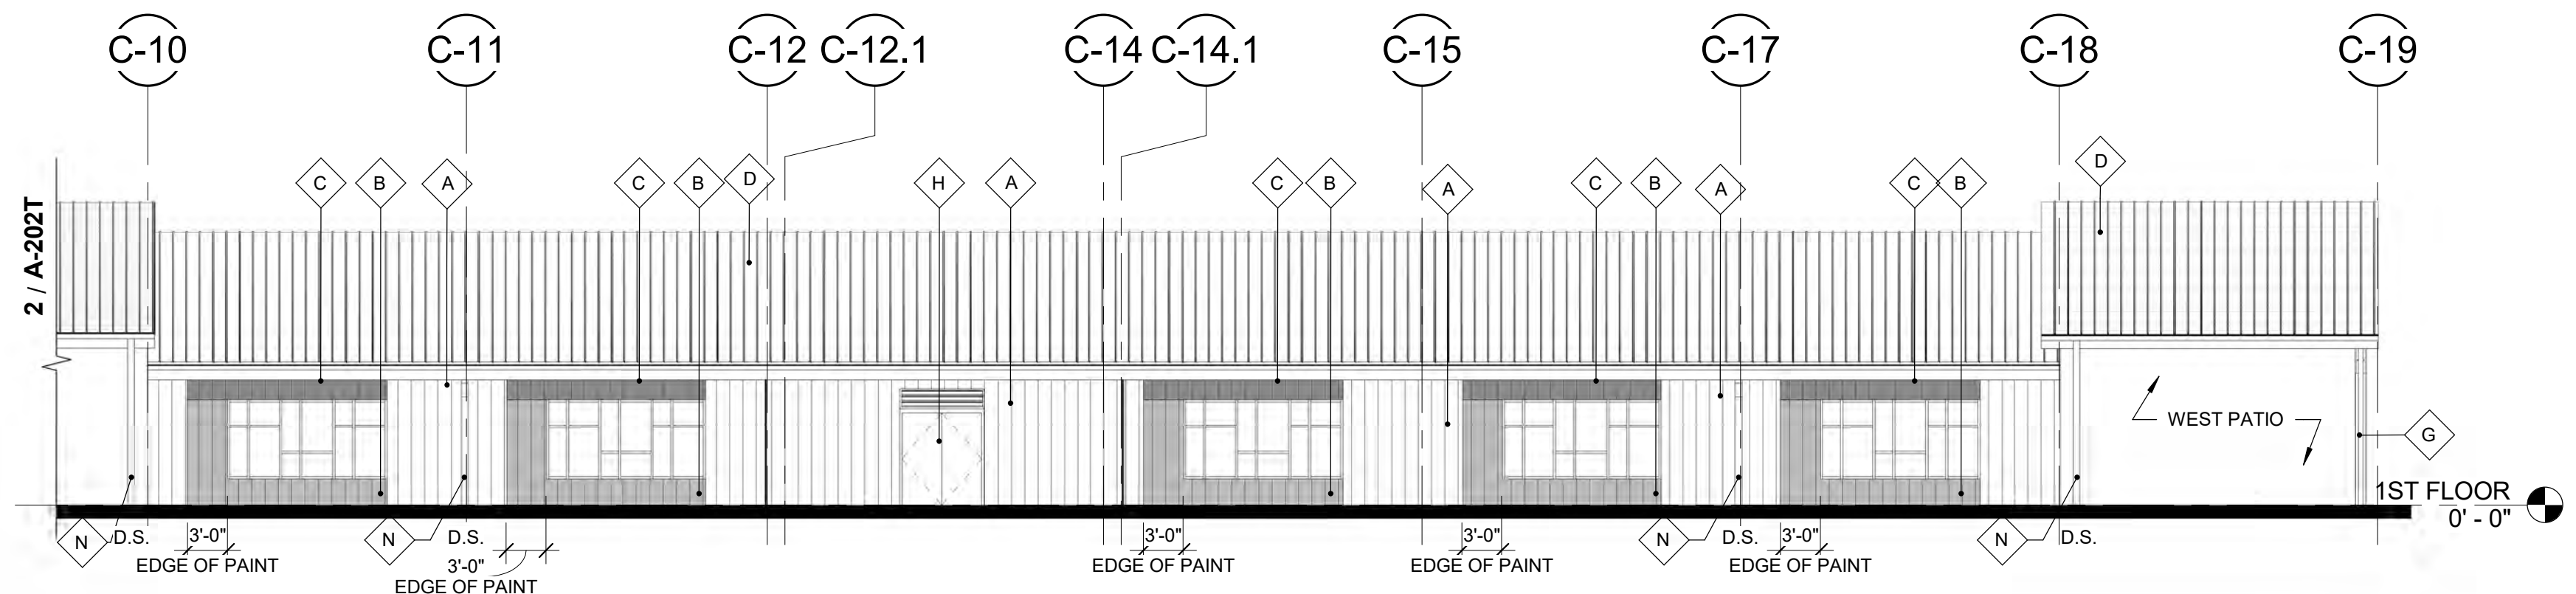 C-10
C-11
C-12
C-12.1
C-14
C-14.1
C-15
C-17
C-18
C-19
2 / A-202T
C
B
A
C
B
D
H
A
C
B
A
C
B
A
C
B
D
WEST PATIO
G
1ST FLOOR
0' - 0"
N
D.S.
3'-0"
EDGE OF PAINT
N
D.S.
3'-0"
EDGE OF PAINT
3'-0"
EDGE OF PAINT
3'-0"
EDGE OF PAINT
N
D.S.
3'-0"
EDGE OF PAINT
N
D.S.